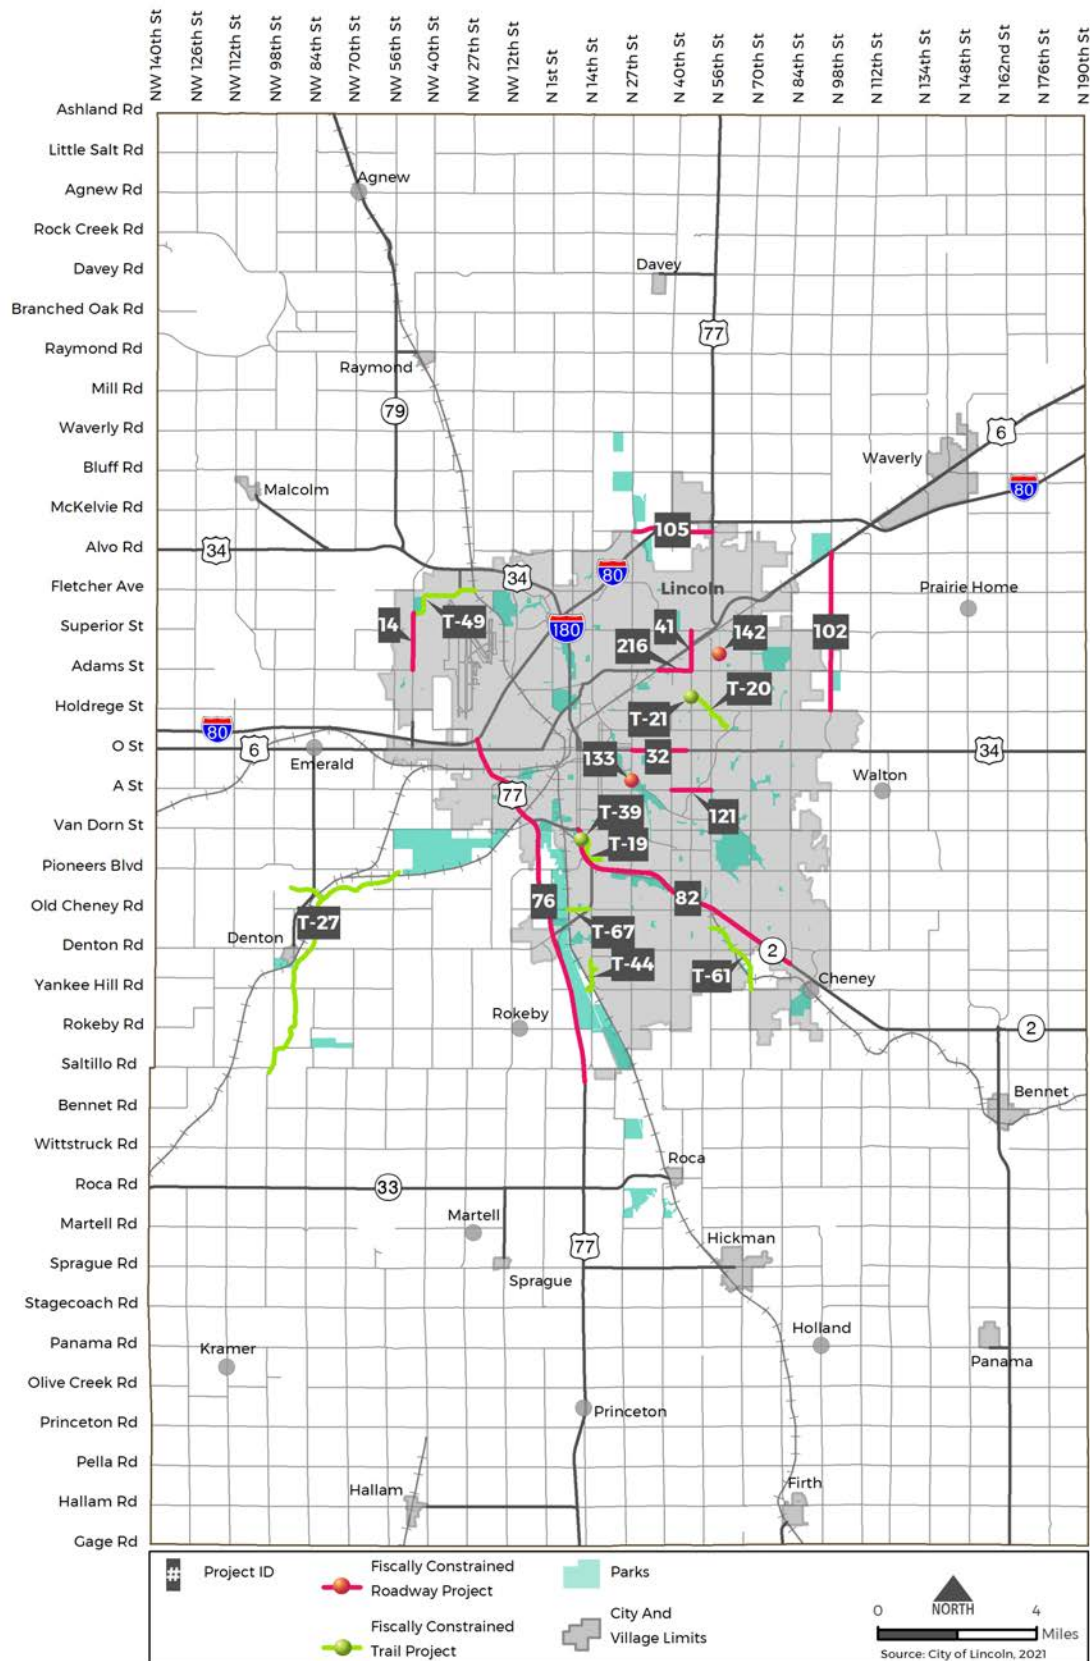 NW 140th St
NW 126th St
NW 112th St
NW 98th St
NW 84th St
NW 70th St
NW 56th St
NW 40th St
NW 27th St
NW 12th St
N 1st St
N 14th St
N 27th St
N 40th St
N 56th St
N 70th St
N 84th St
N 98th St
N 112th St
N 134th St
N 148th St
N 162nd St
N 176th St
N 190th St
Ashland Rd
Little Salt Rd
Agnew Rd
Rock Creek Rd
Davey Rd
Branched Oak Rd
Raymond Rd
Mill Rd
Waverly Rd
Bluff Rd
McKelvie Rd
Alvo Rd
Fletcher Ave
Superior St
Adams St
Holdrege St
O St
A St
Van Dorn St
Pioneers Blvd
Old Cheney Rd
Denton Rd
Yankee Hill Rd
Rokeby Rd
Saltillo Rd
Bennet Rd
Wittstruck Rd
Roca Rd
Martell Rd
Sprague Rd
Stagecoach Rd
Panama Rd
Olive Creek Rd
Princeton Rd
Pella Rd
Hallam Rd
Gage Rd
Agnew
Davey
77
Raymond
79
6
Waverly
80
Malcolm
105
34
34
80
Lincoln
Prairie Home
14
T-49
180
41
142
102
216
T-20
T-21
80
6
Emerald
133
32
34
Walton
77
T-39
121
T-19
76
82
T-27
T-67
Denton
2
T-44
T-61
Cheney
Rokeby
2
Bennet
Roca
33
Martell
Hickman
77
Sprague
Holland
Kramer
Panama
Princeton
Hallam
Firth
#
Project ID
Fiscally Constrained
Roadway Project
Fiscally Constrained
Trail Project
Parks
City And
Village Limits
NORTH
0
4
Miles
Source: City of Lincoln, 2021